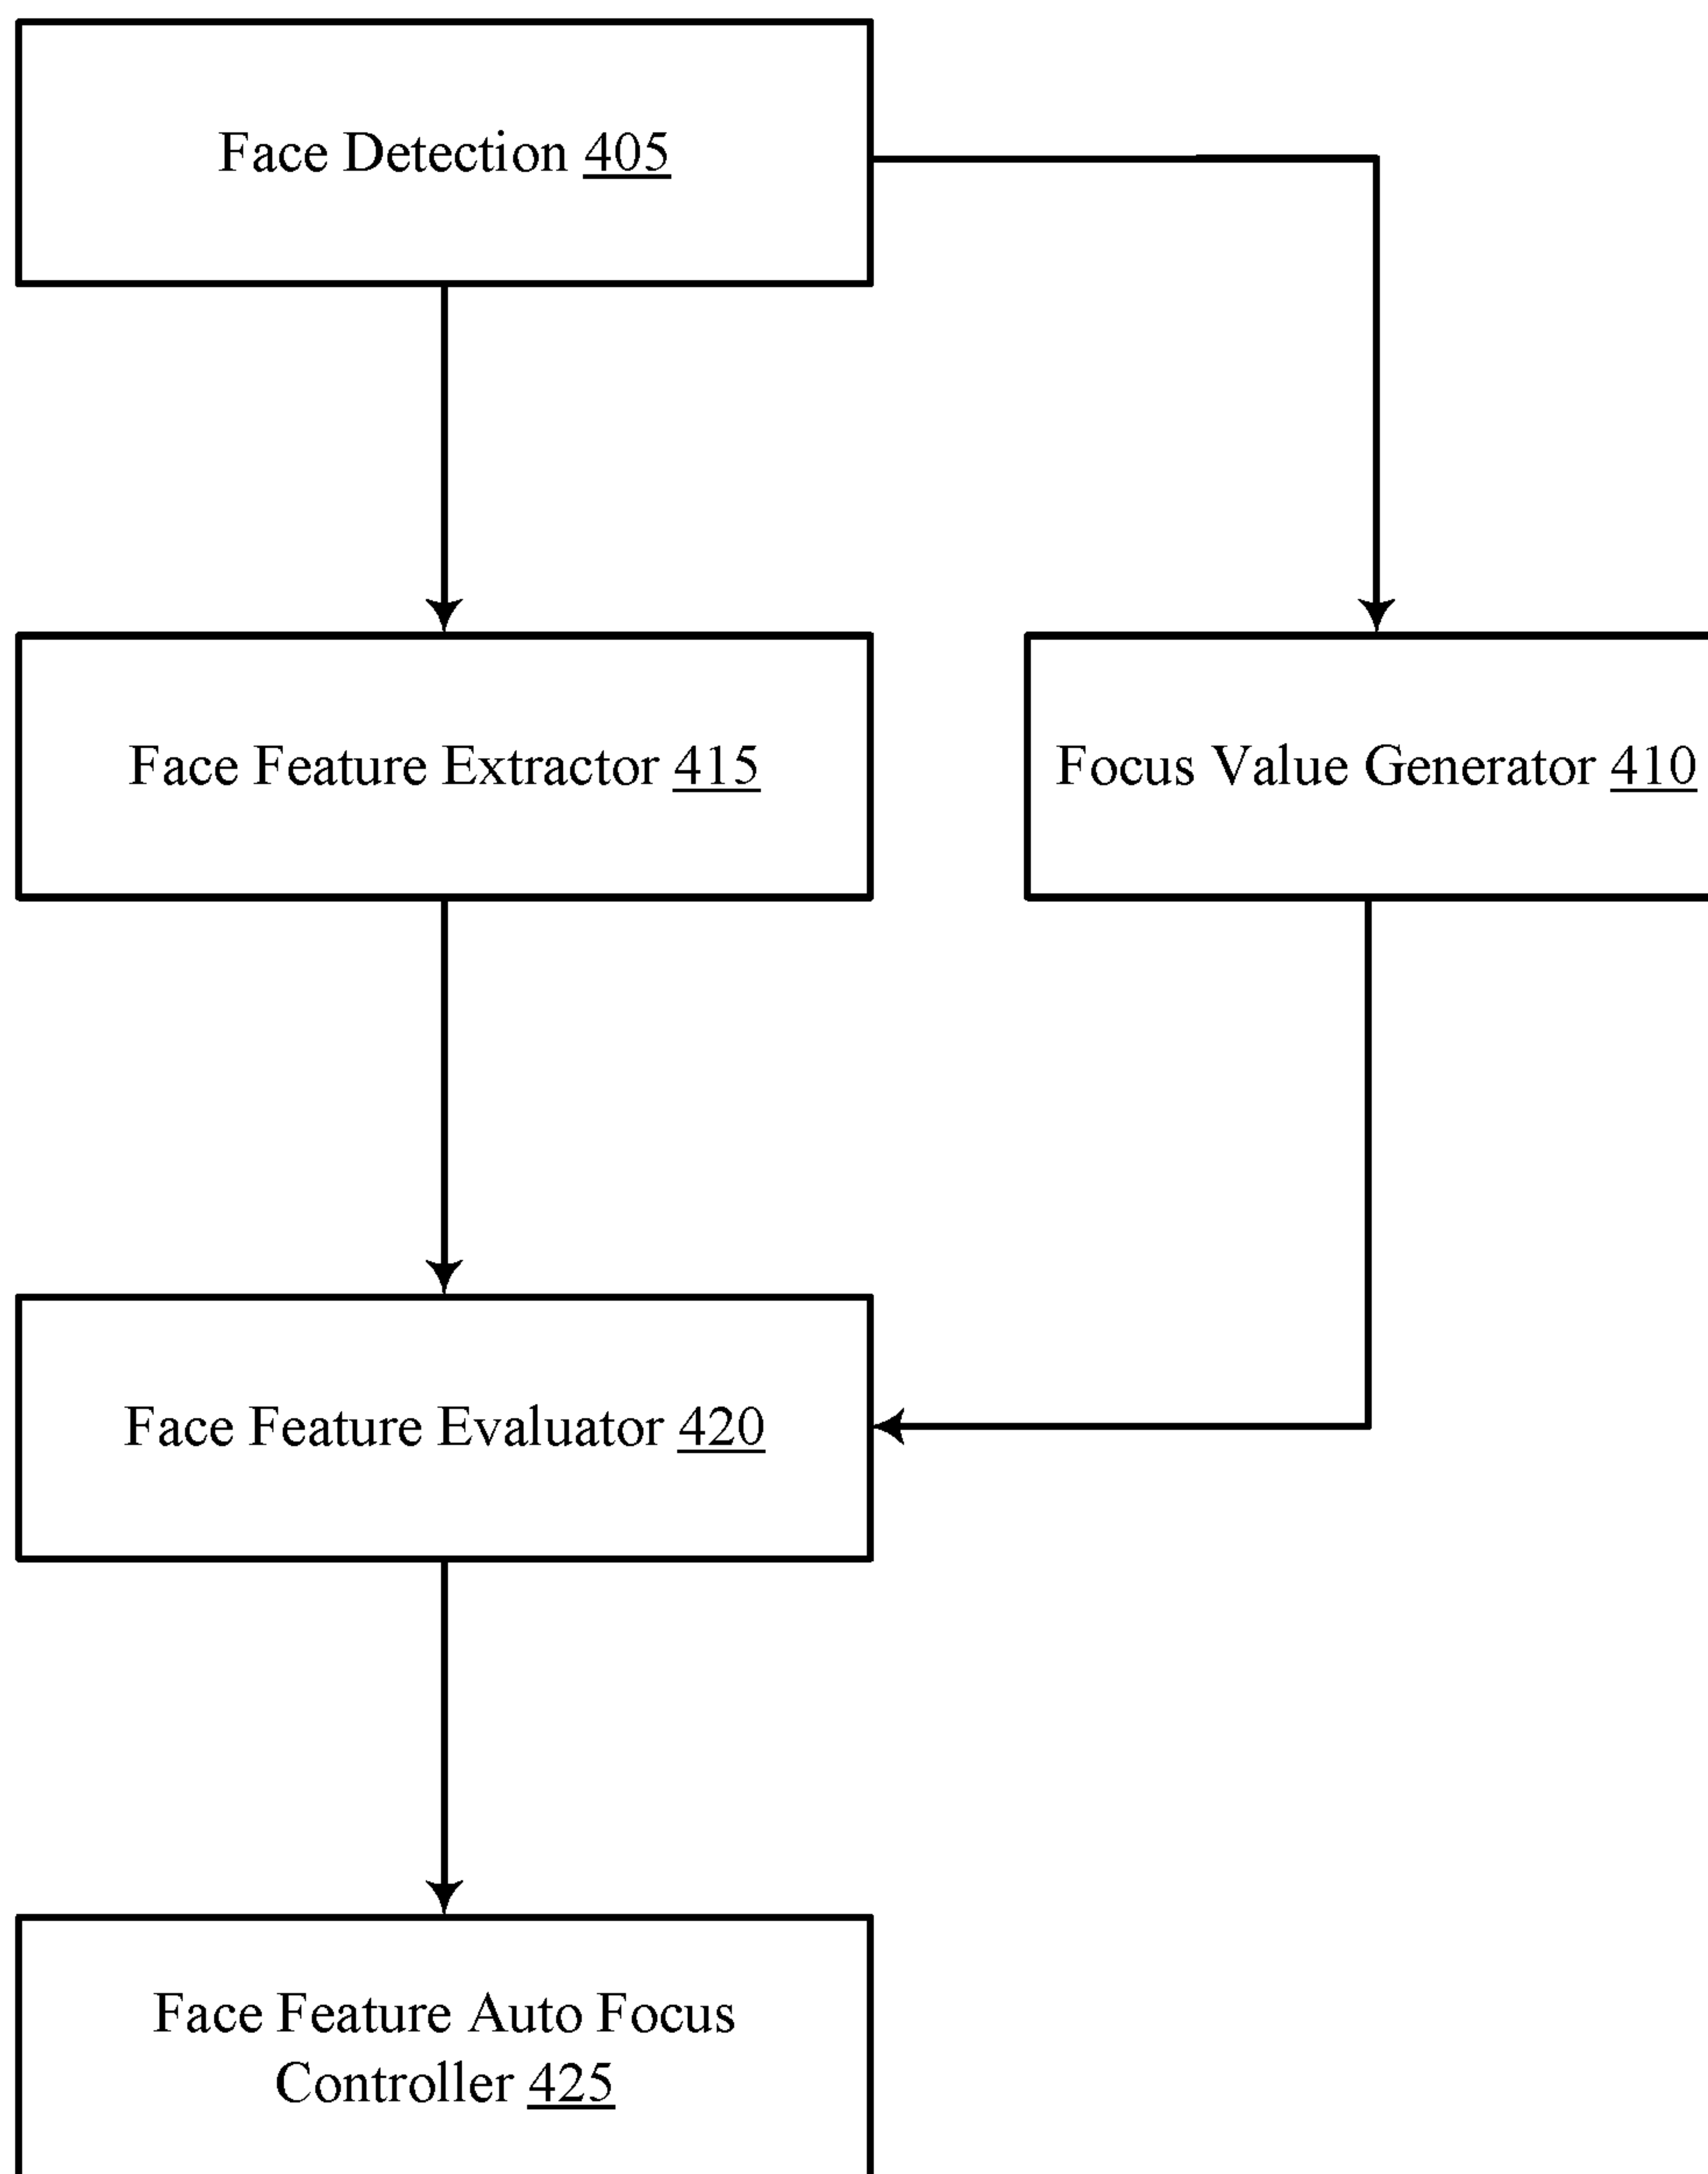 Face Detection 405
Face Feature Extractor 415
Focus Value Generator 410
Face Feature Evaluator 420
Face Feature Auto Focus
Controller 425